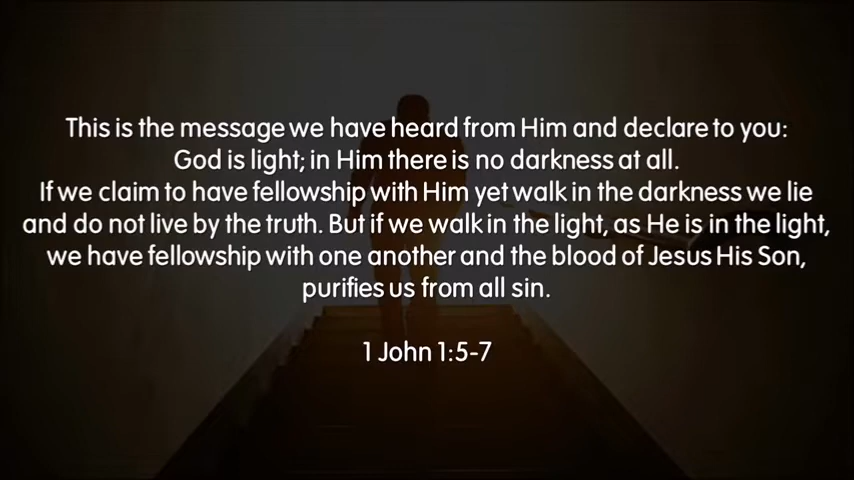 This is the message we have heard from Him and declare to you:
God is light; in Him there is no darkness at all.
If we claim to have fellowship with Him yet walk in the darkness we lie
and do not live by the truth. But if we walk in the light, as He is in the light,
we have fellowship with one another and the blood of Jesus His Son,
purifies us from all sin.
1 John 1:5-7